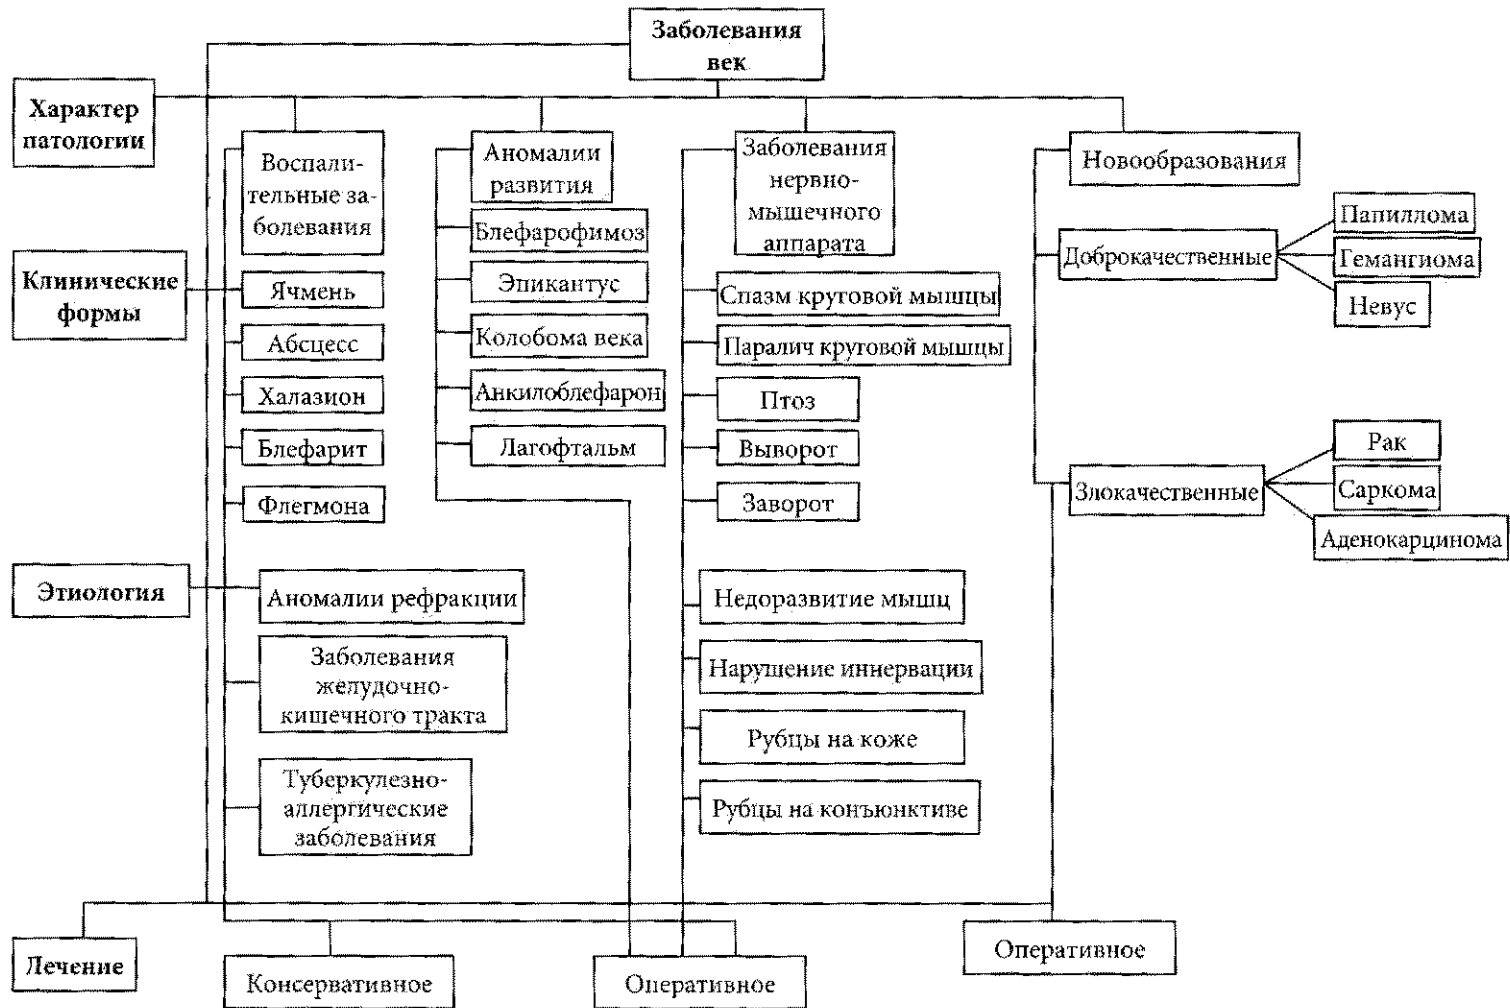 Заболевания
век
Характер
патологии
Воспали-
тельные за-
болевания
Аномалии
развития
Заболевания
нервно-
мышечного
аппарата
Новообразования
Клинические
формы
Ячмень
Абсцесс
Халазион
Блефарит
Флегмона
Блефарофимоз
Эпикантус
Колобома века
Анкилоблефарон
Лагофтальм
Спазм круговой мышцы
Паралич круговой мышцы
Птоз
Выворот
Заворот
Доброкачественные
Папиллома
Гемангиома
Невус
Злокачественные
Рак
Саркома
Аденокарцинома
Этиология
Аномалии рефракции
Заболевания
желудочно-
кишечного тракта
Туберкулезно-
аллергические
заболевания
Недоразвитие мышц
Нарушение иннервации
Рубцы на коже
Рубцы на конъюнктиве
Лечение
Консервативное
Оперативное
Оперативное